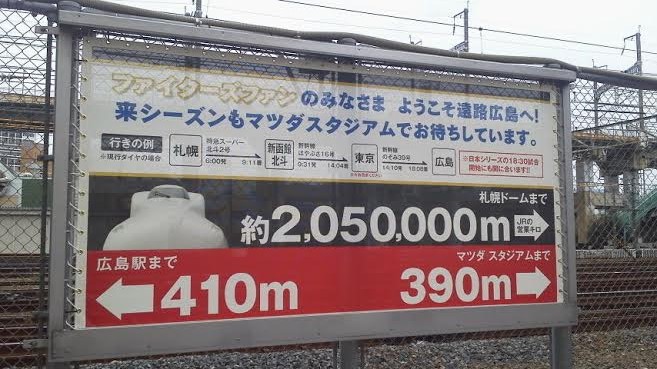 ファイターズファンのみなさま ようこそ遠路広島へ!
来シーズンもマツダスタジアムでお待ちしています。
行きの例
※現行ダイヤの場合
札幌
特急スーパー
北斗2号
6:00発 9:11着
新函館
北斗
新幹線
はやぶさ16号
9:31発 14:04着
東京
新幹線
のぞみ39号
14:10発 18:08着
広島
※日本シリーズの18:30試合
開始にも間に合います!!
札幌ドームまで
約2,050,000m
JRの
営業キロ
広島駅まで
410m
マツダ スタジアムまで
390m